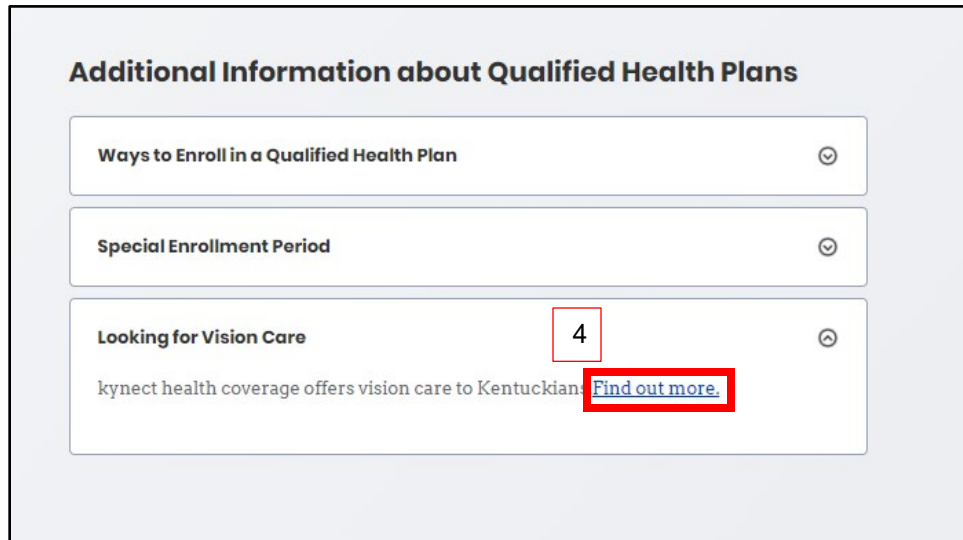 Additional Information about Qualified Health Plans
Ways to Enroll in a Qualified Health Plan
Special Enrollment Period
Looking for Vision Care
4
kynect health coverage offers vision care to Kentuckians Find out more.